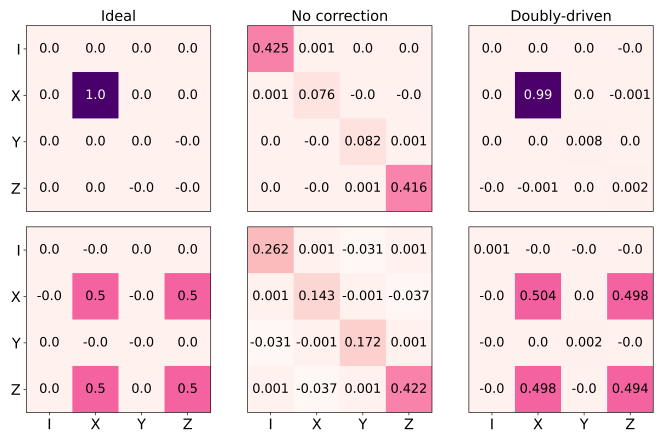 Ideal No correction Doubly-driven
I 0.0 0.0 0.0 0.0 0.425 0.001 0.0 0.0 0.0 0.0 0.0 -0.0
X 0.0 1.0 0.0 0.0 0.001 0.076 -0.0 -0.0 0.0 0.99 0.0 -0.001
Y 0.0 0.0 0.0 -0.0 0.0 -0.0 0.082 0.001 0.0 0.0 0.008 0.0
Z 0.0 0.0 -0.0 -0.0 0.0 -0.0 0.001 0.416 -0.0 -0.001 0.0 0.002
I 0.0 -0.0 0.0 0.0 0.262 0.001 -0.031 0.001 0.001 -0.0 -0.0 -0.0
X -0.0 0.5 -0.0 0.5 0.001 0.143 -0.001 -0.037 -0.0 0.504 0.0 0.498
Y 0.0 -0.0 -0.0 0.0 -0.031 -0.001 0.172 0.001 -0.0 0.0 0.002 -0.0
Z 0.0 0.5 0.0 0.5 0.001 -0.037 0.001 0.422 -0.0 0.498 -0.0 0.494
I X Y Z I X Y Z I X Y Z